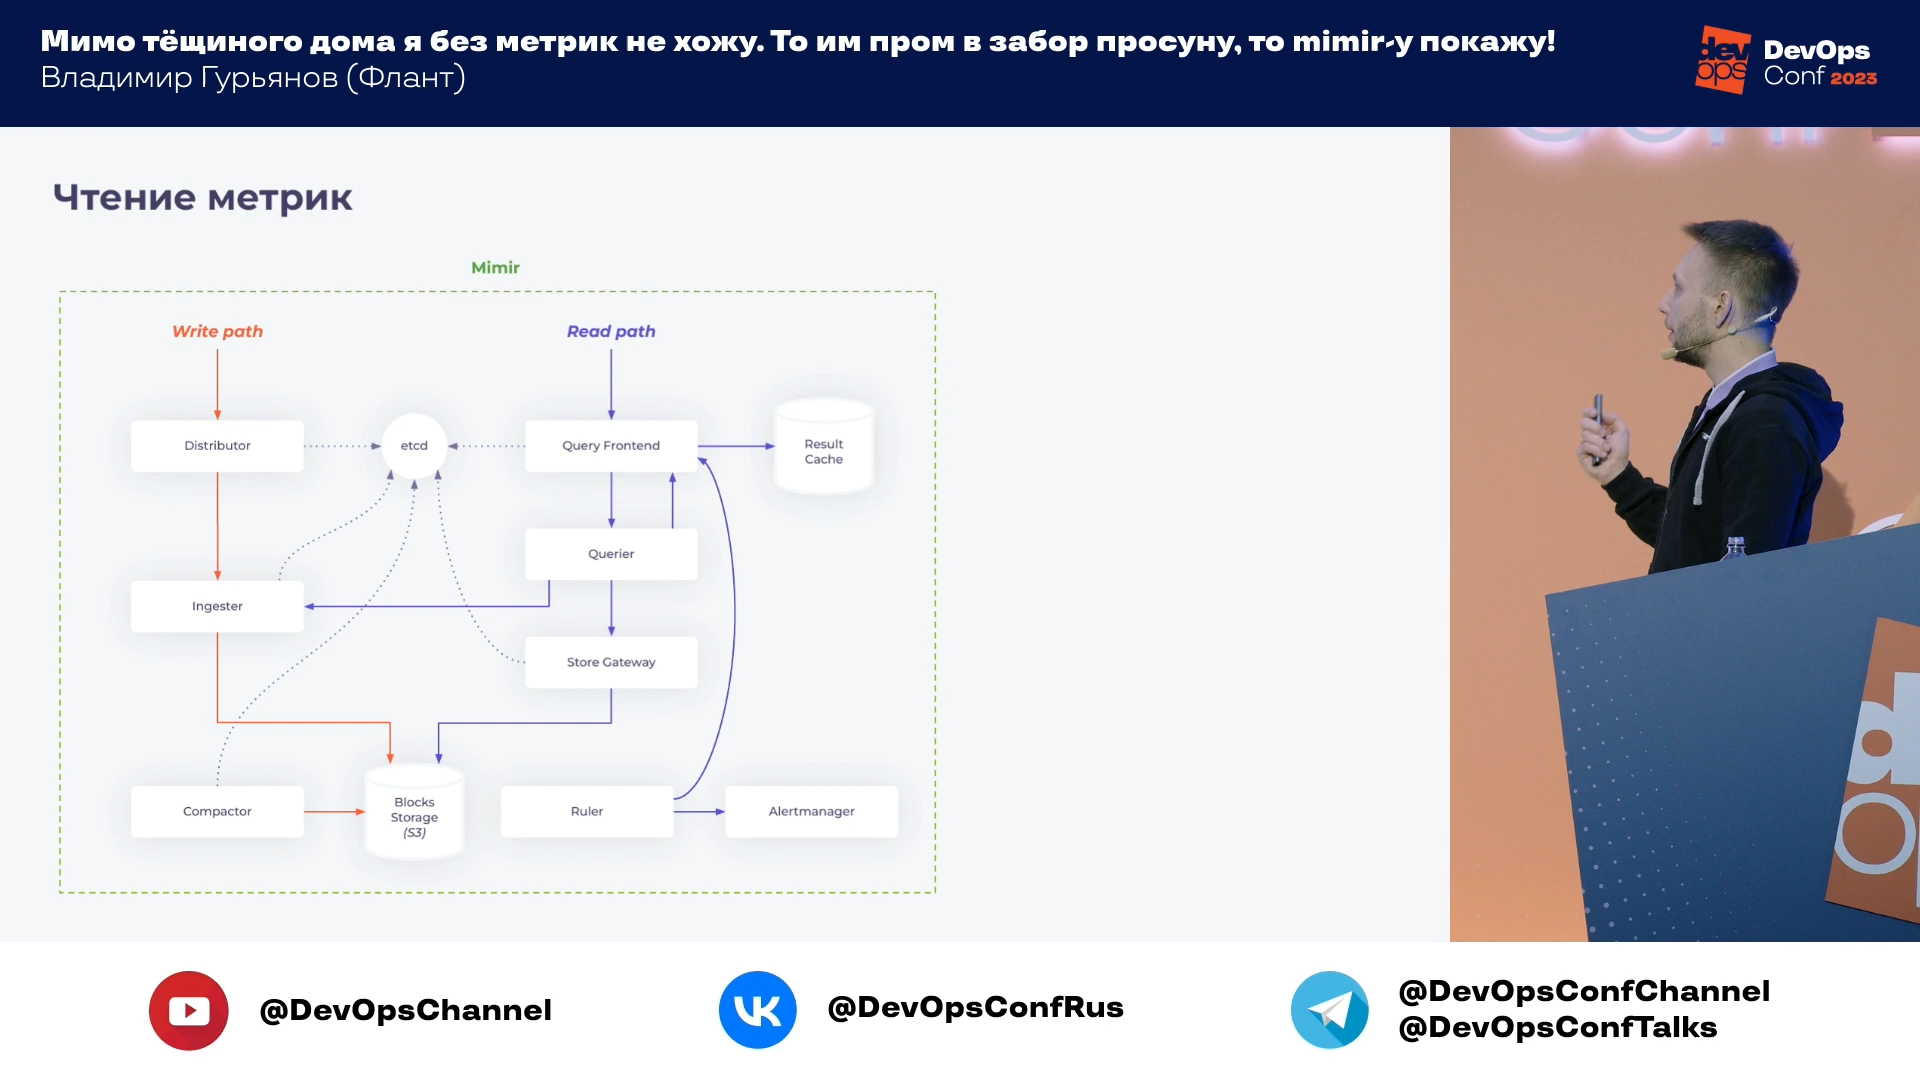 Мимо тёщиного дома я без метрик не хожу. То им пром в забор просуну, то mimir-у покажу!
Владимир Гурьянов (Флант)
dev
ops
DevOps
Conf 2023
Чтение метрик
Mimir
Write path
Read path
Distributor
etcd
Query Frontend
Result
Cache
Querier
Ingester
Store Gateway
Compactor
Blocks
Storage
(S3)
Ruler
Alertmanager
@DevOpsChannel
@DevOpsConfRus
@DevOpsConfChannel
@DevOpsConfTalks